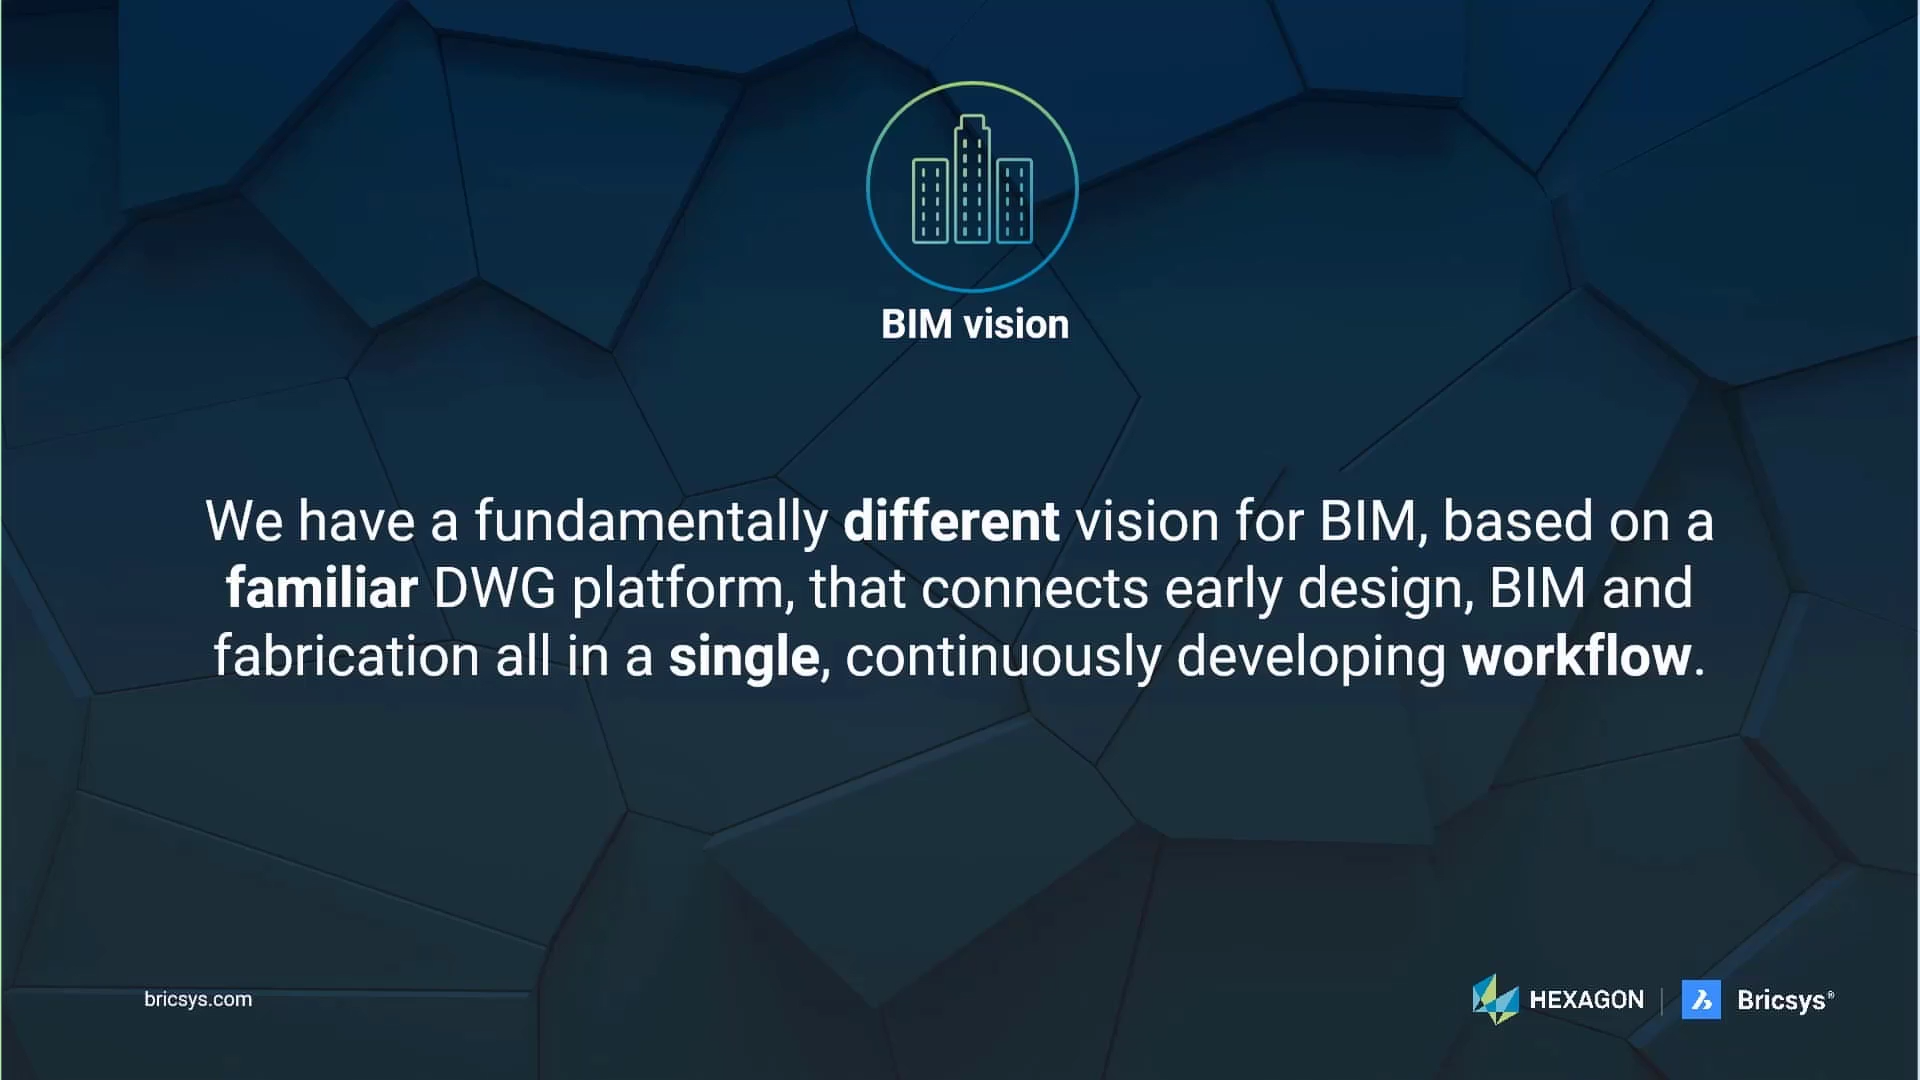 BIM vision
We have a fundamentally different vision for BIM, based on a
familiar DWG platform, that connects early design, BIM and
fabrication all in a single, continuously developing workflow.
bricsys.com
HEXAGON | Bricsys®